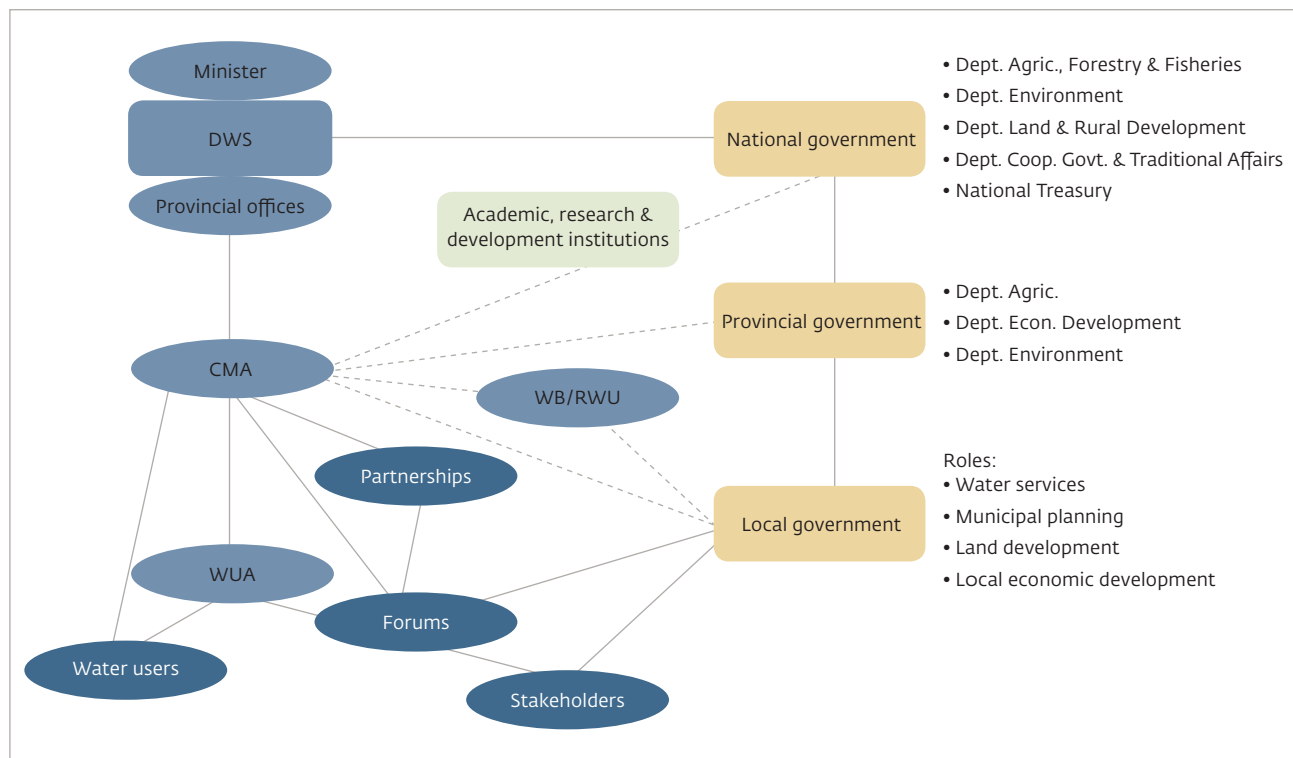 Minister
DWS
Provincial offices
National government
• Dept. Agric., Forestry & Fisheries
• Dept. Environment
• Dept. Land & Rural Development
• Dept. Coop. Govt. & Traditional Affairs
• National Treasury
Academic, research &
development institutions
Provincial government
• Dept. Agric.
• Dept. Econ. Development
• Dept. Environment
CMA
WB/RWU
Partnerships
Local government
Roles:
• Water services
• Municipal planning
• Land development
• Local economic development
WUA
Forums
Water users
Stakeholders